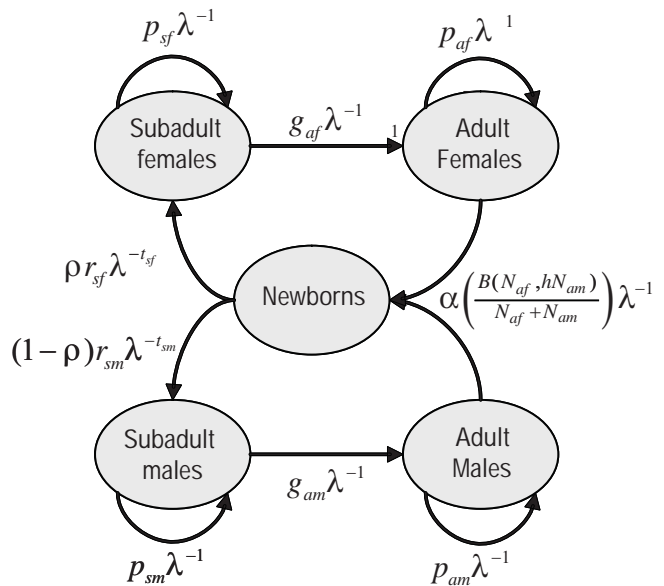 p_{sf}λ^{-1}
p_{af}λ ^{1}
Subadult
females
g_{af}λ^{-1}
1
Adult
Females
ρr_{sf}λ^{-t_{sf}}
Newborns
α(B(N_{af},hN_{am})/(N_{af}+N_{am}))λ^{-1}
(1−ρ)r_{sm}λ^{-t_{sm}}
Subadult
males
g_{am}λ^{-1}
Adult
Males
p_{sm}λ^{-1}
p_{am}λ^{-1}